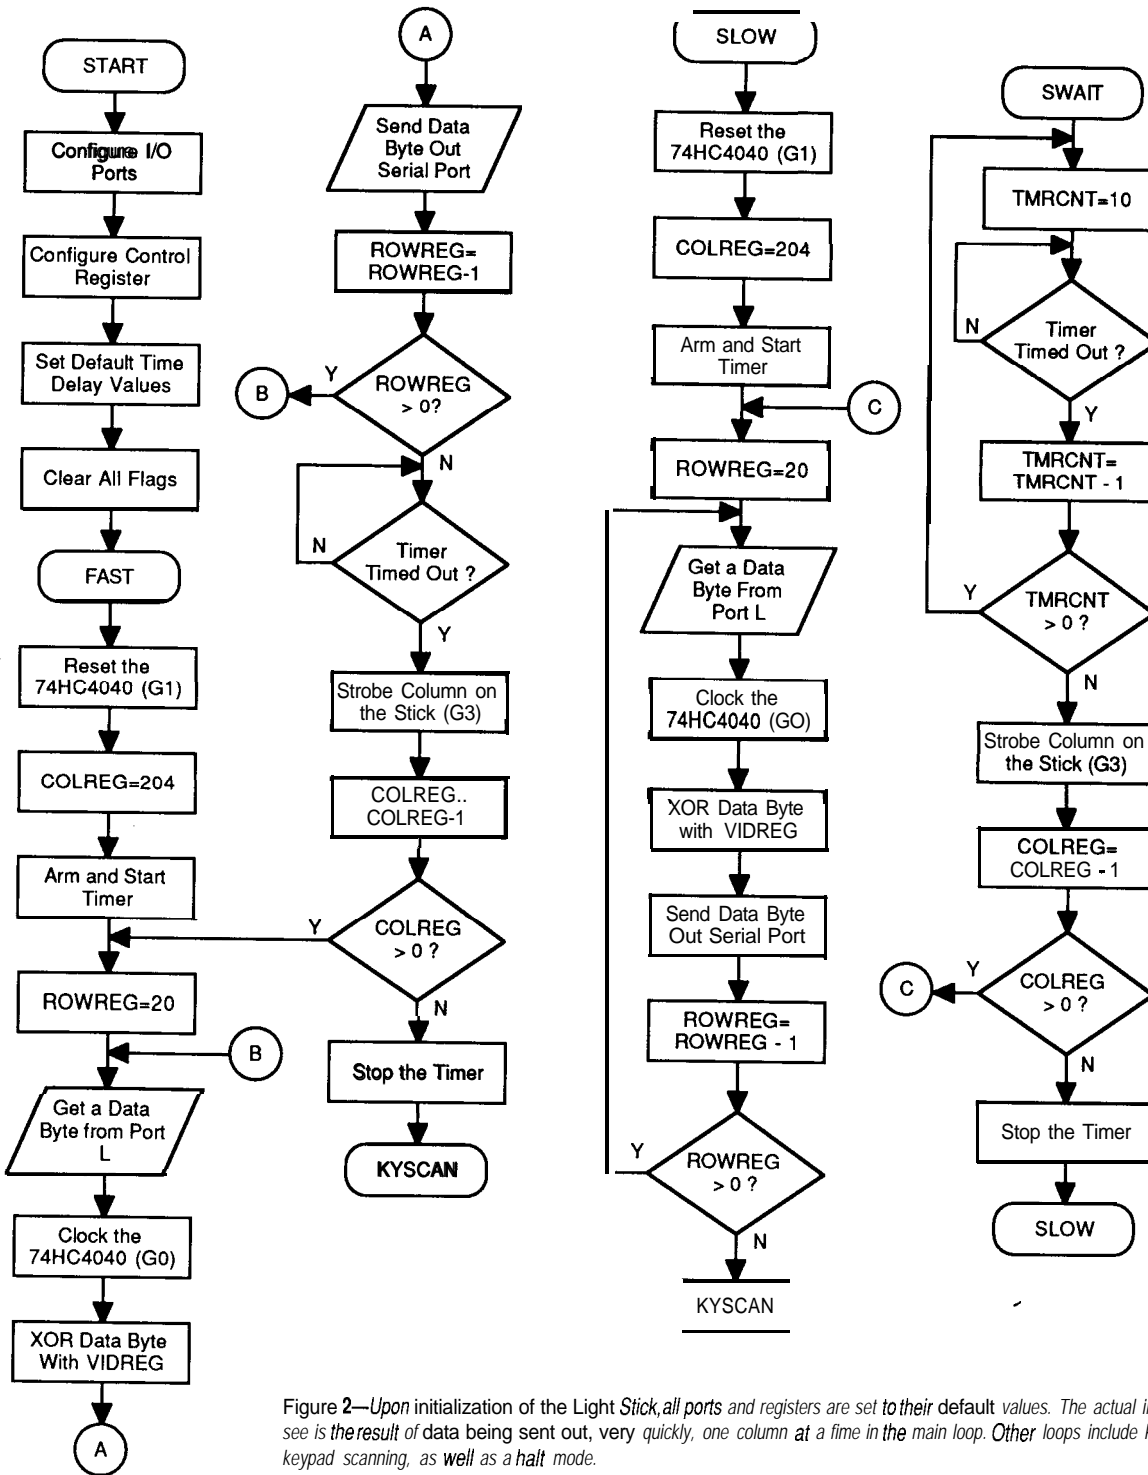 START
Configure I/O
Ports
Configure Control
Register
Set Default Time
Delay Values
Clear All Flags
FAST
Reset the
74HC4040 (G1)
COLREG=204
Arm and Start
Timer
ROWREG=20
B
Get a Data
Byte from Port
L
Clock the
74HC4040 (G0)
XOR Data Byte
With VIDREG
A
A
Send Data
Byte Out
Serial Port
ROWREG=
ROWREG-1
ROWREG
> 0?
Y
B
N
Timer
Timed Out ?
N
Y
Strobe Column on
the Stick (G3)
COLREG..
COLREG-1
COLREG
> 0 ?
Y
N
Stop the Timer
KYSCAN
SLOW
Reset the
74HC4040 (G1)
COLREG=204
Arm and Start
Timer
C
ROWREG=20
Get a Data
Byte From
Port L
Clock the
74HC4040 (GO)
XOR Data Byte
with VIDREG
Send Data Byte
Out Serial Port
ROWREG=
ROWREG - 1
ROWREG
> 0 ?
Y
N
KYSCAN
SWAIT
TMRCNT=10
Timer
Timed Out ?
N
Y
TMRCNT=
TMRCNT - 1
TMRCNT
> 0 ?
Y
N
Strobe Column on
the Stick (G3)
COLREG=
COLREG - 1
COLREG
> 0 ?
Y
C
N
Stop the Timer
SLOW
Figure 2—Upon initialization of the Light Stick, all ports and registers are set to their default values. The actual
see is the result of data being sent out, very quickly, one column at a fime in the main loop. Other loops include
keypad scanning, as well as a halt mode.